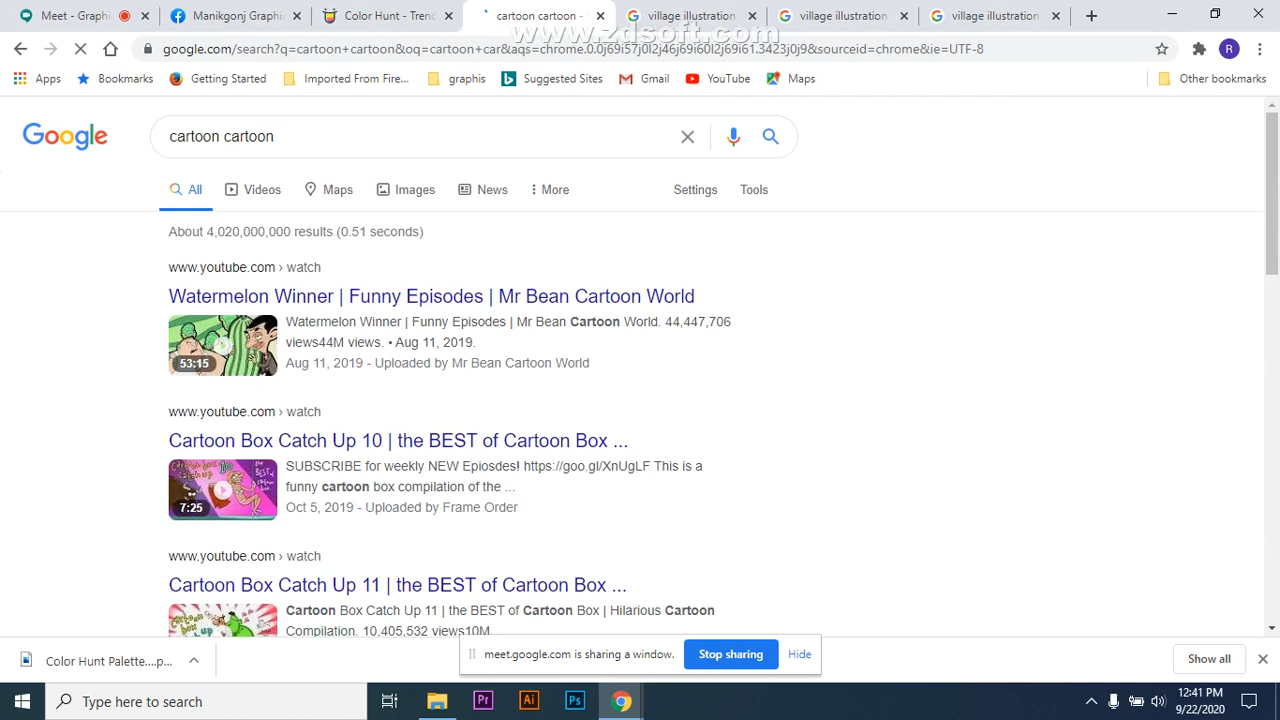 Meet - Graphi
Manikgonj Graphi
Color Hunt - Trend
cartoon cartoon -
village illustration
village illustration
village illustration
www.zdsoft.com
google.com/search?q=cartoon+cartoon&oq=cartoon+car&aqs=chrome.0.0j69i57j0l2j46j69i60l2j69i61.3423j0j9&sourceid=chrome&ie=UTF-8
R
Apps Bookmarks Getting Started Imported From Fire... graphis Suggested Sites Gmail YouTube Maps Other bookmarks
Google
cartoon cartoon
All Videos Maps Images News More Settings Tools
About 4,020,000,000 results (0.51 seconds)
www.youtube.com › watch
Watermelon Winner | Funny Episodes | Mr Bean Cartoon World
Watermelon Winner | Funny Episodes | Mr Bean Cartoon World. 44,447,706
views44M views. • Aug 11, 2019.
53:15
Aug 11, 2019 - Uploaded by Mr Bean Cartoon World
www.youtube.com › watch
Cartoon Box Catch Up 10 | the BEST of Cartoon Box ...
SUBSCRIBE for weekly NEW Epiosdes! https://goo.gl/XnUgLF This is a
funny cartoon box compilation of the ...
7:25
Oct 5, 2019 - Uploaded by Frame Order
www.youtube.com › watch
Cartoon Box Catch Up 11 | the BEST of Cartoon Box ...
Cartoon Box Catch Up 11 | the BEST of Cartoon Box | Hilarious Cartoon
Compilation. 10,405,532 views10M
meet.google.com is sharing a window. Stop sharing Hide
Color Hunt Palette....p...
Show all
Type here to search
Pr
Ai
Ps
12:41 PM
9/22/2020